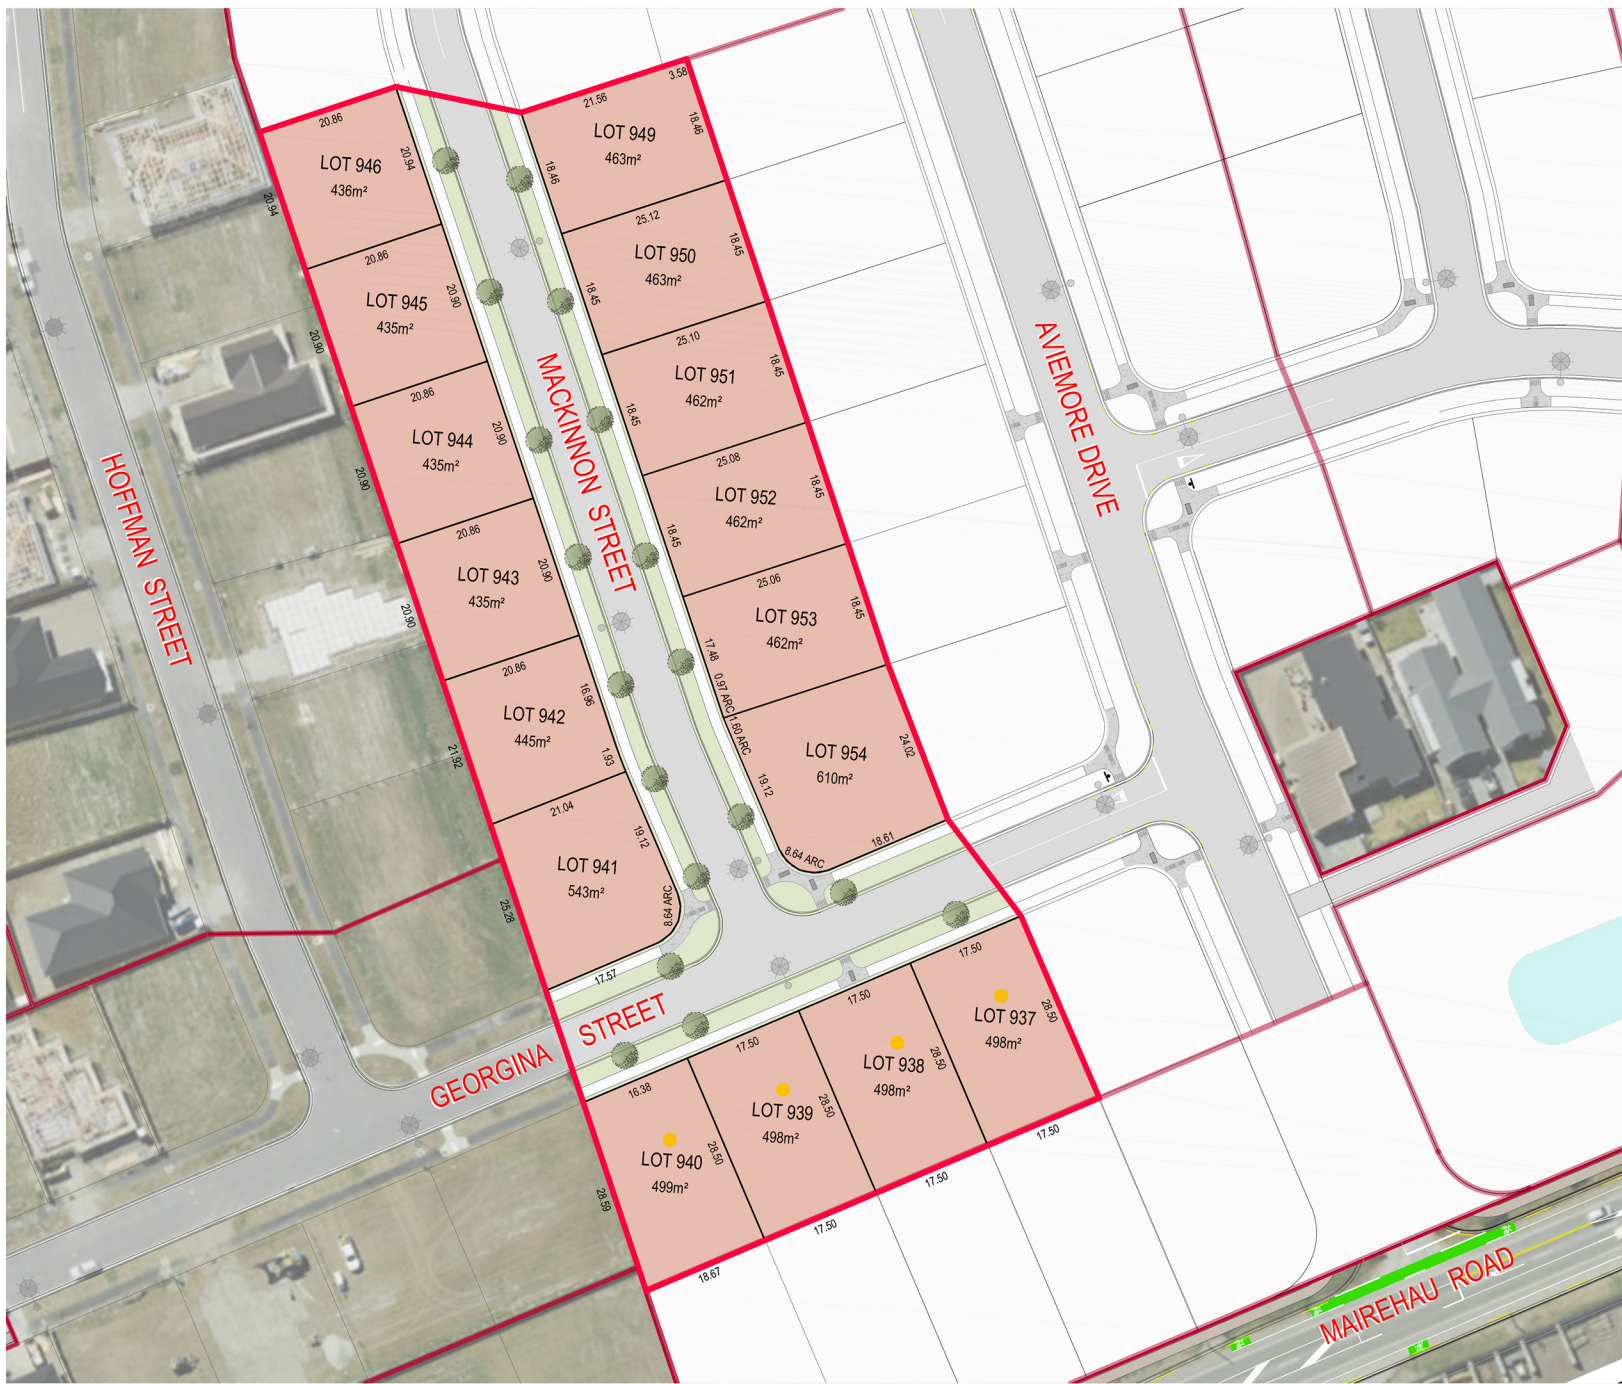 20.86
LOT 946
436m²
20.94
20.94
21.56
3.58
LOT 949
463m²
18.46
18.46
20.86
LOT 945
435m²
20.90
20.90
25.12
LOT 950
463m²
18.45
18.45
20.86
LOT 944
435m²
20.90
20.90
25.10
LOT 951
462m²
18.45
18.45
20.86
LOT 943
435m²
20.90
20.90
25.08
LOT 952
462m²
18.45
18.45
20.86
LOT 942
445m²
16.96
1.93
21.92
25.06
LOT 953
462m²
17.48
0.97 ARC
18.45
21.04
LOT 941
543m²
19.12
8.64 ARC
25.28
17.57
1.60 ARC
LOT 954
610m²
19.12
24.02
8.64 ARC
18.61
HOFFMAN STREET
MACKINNON STREET
AVIEMORE DRIVE
GEORGINA STREET
16.38
LOT 940
499m²
28.59
28.50
18.67
17.50
LOT 939
498m²
28.50
17.50
17.50
LOT 938
498m²
28.50
17.50
17.50
LOT 937
498m²
28.50
17.50
MAIREHAU ROAD